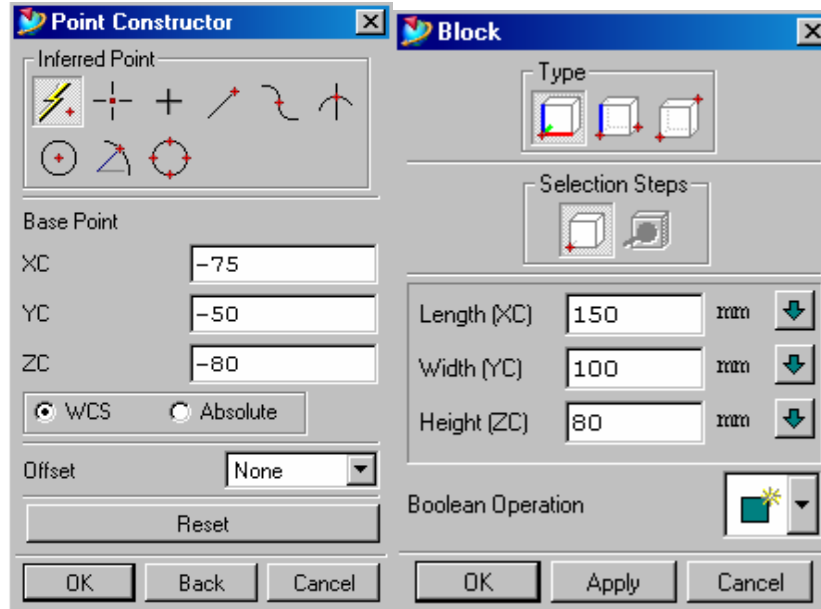 Point Constructor
Inferred Point
Base Point
XC -75
YC -50
ZC -80
WCS Absolute
Offset None
Reset
OK Back Cancel
Block
Type
Selection Steps
Length (XC) 150 mm
Width (YC) 100 mm
Height (ZC) 80 mm
Boolean Operation
OK Apply Cancel